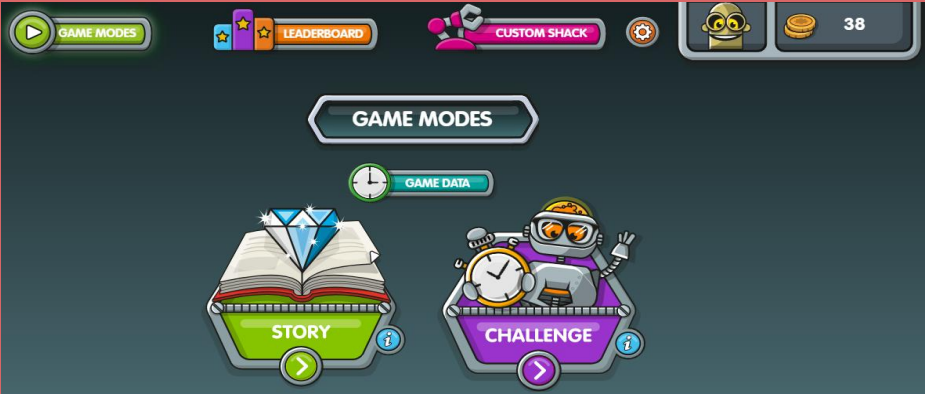 GAME MODES
LEADERBOARD
CUSTOM SHACK
38
GAME MODES
GAME DATA
STORY
i
CHALLENGE
i